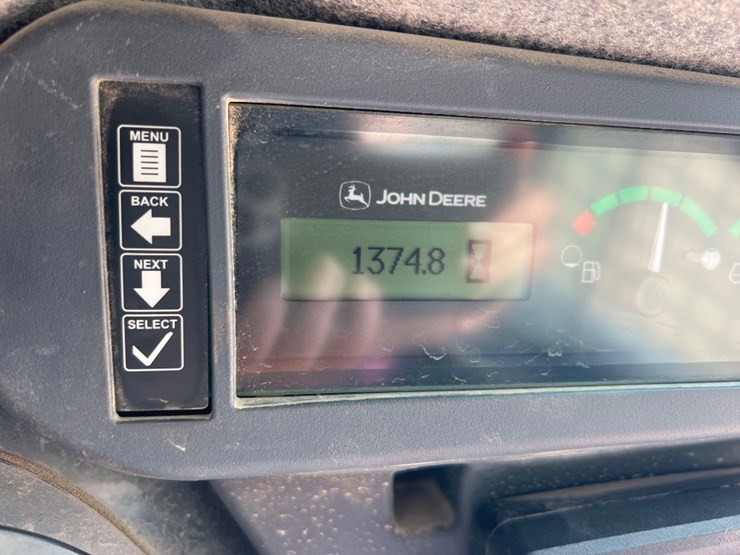 MENU
BACK
NEXT
SELECT
JOHN DEERE
1374.8